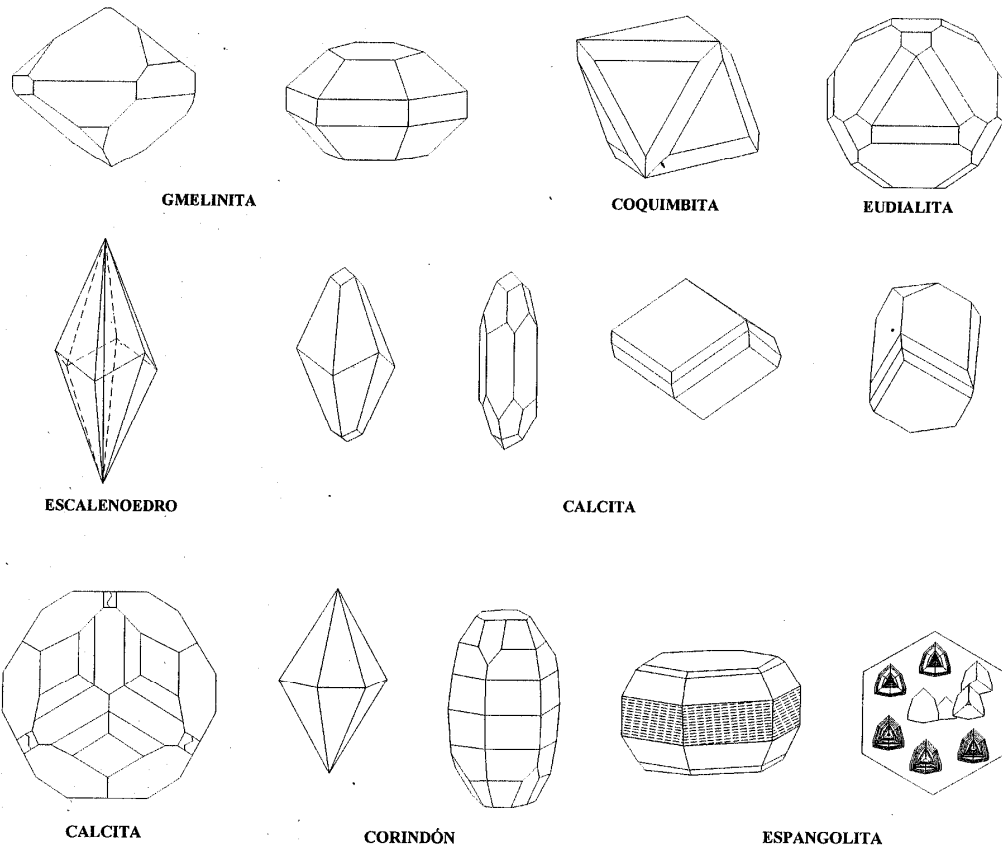 GMELINITA
COQUIMBITA
EUDIALITA
ESCALENOEDRO
CALCITA
CALCITA
CORINDÓN
ESPANGOLITA